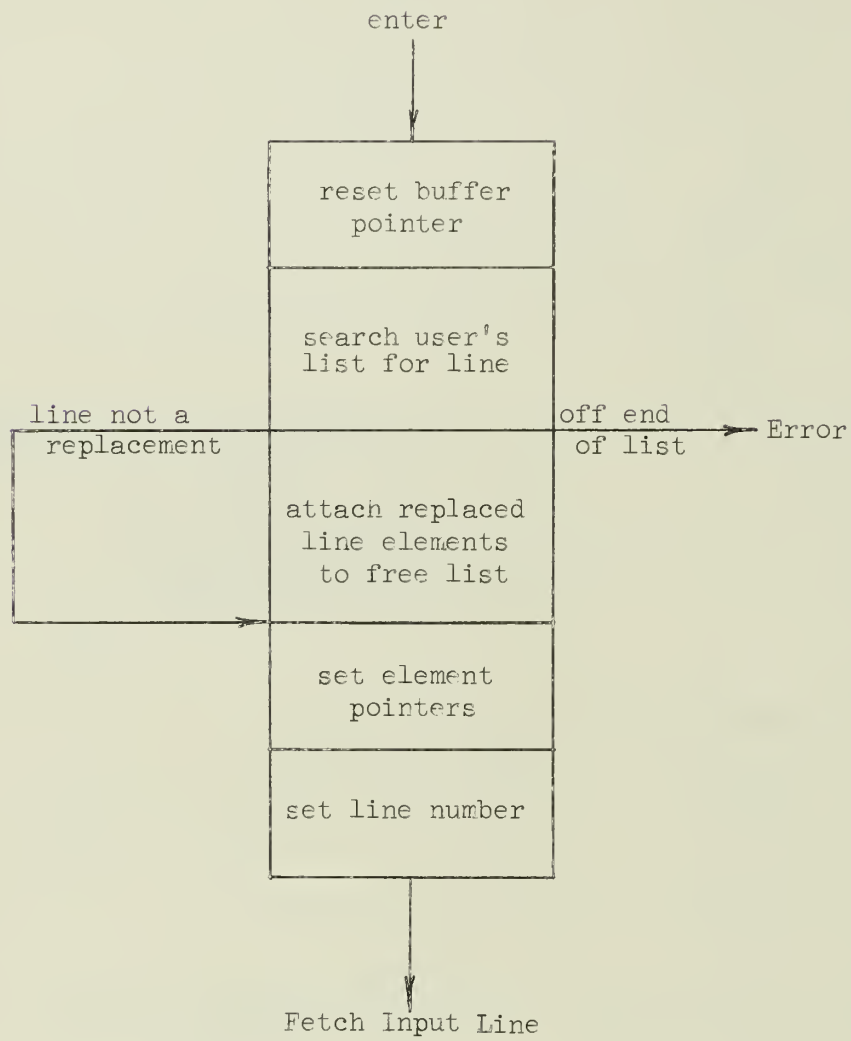 enter
reset buffer
pointer
search user's
list for line
line not a
replacement
off end
of list
Error
attach replaced
line elements
to free list
set element
pointers
set line number
Fetch Input Line